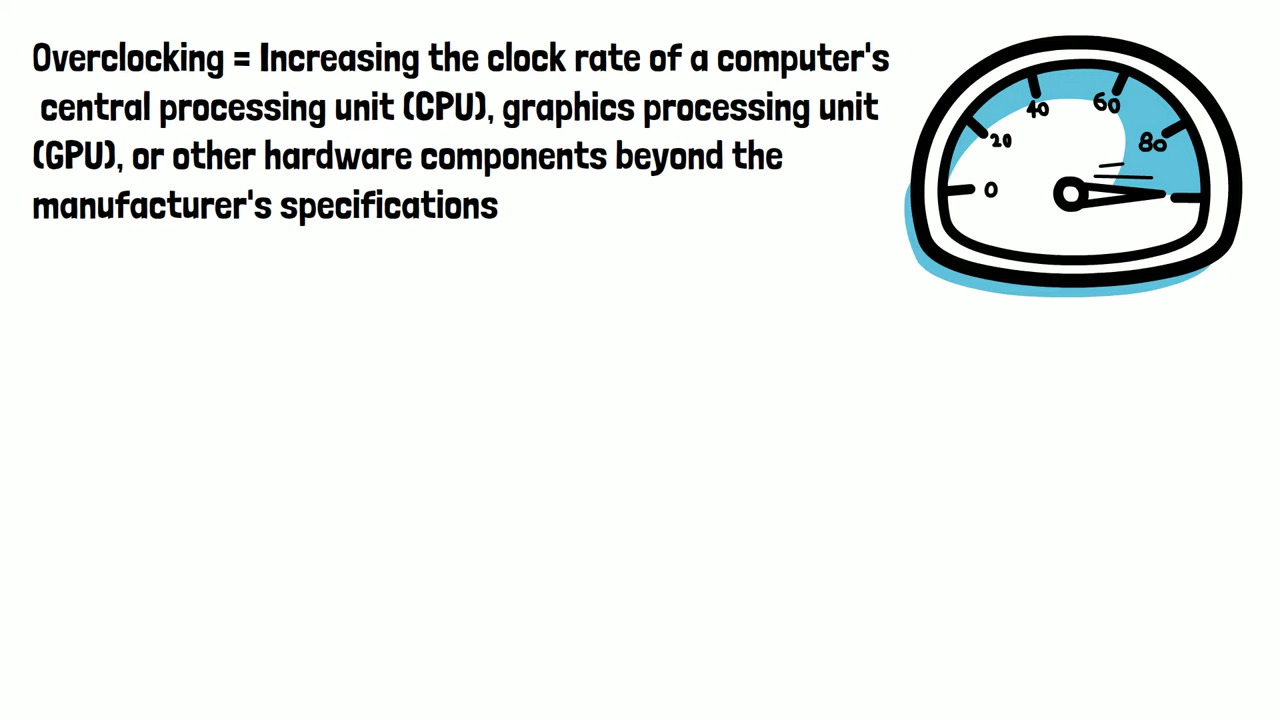 Overclocking = Increasing the clock rate of a computer's
central processing unit (CPU), graphics processing unit
(GPU), or other hardware components beyond the
manufacturer's specifications
0
20
40
60
80